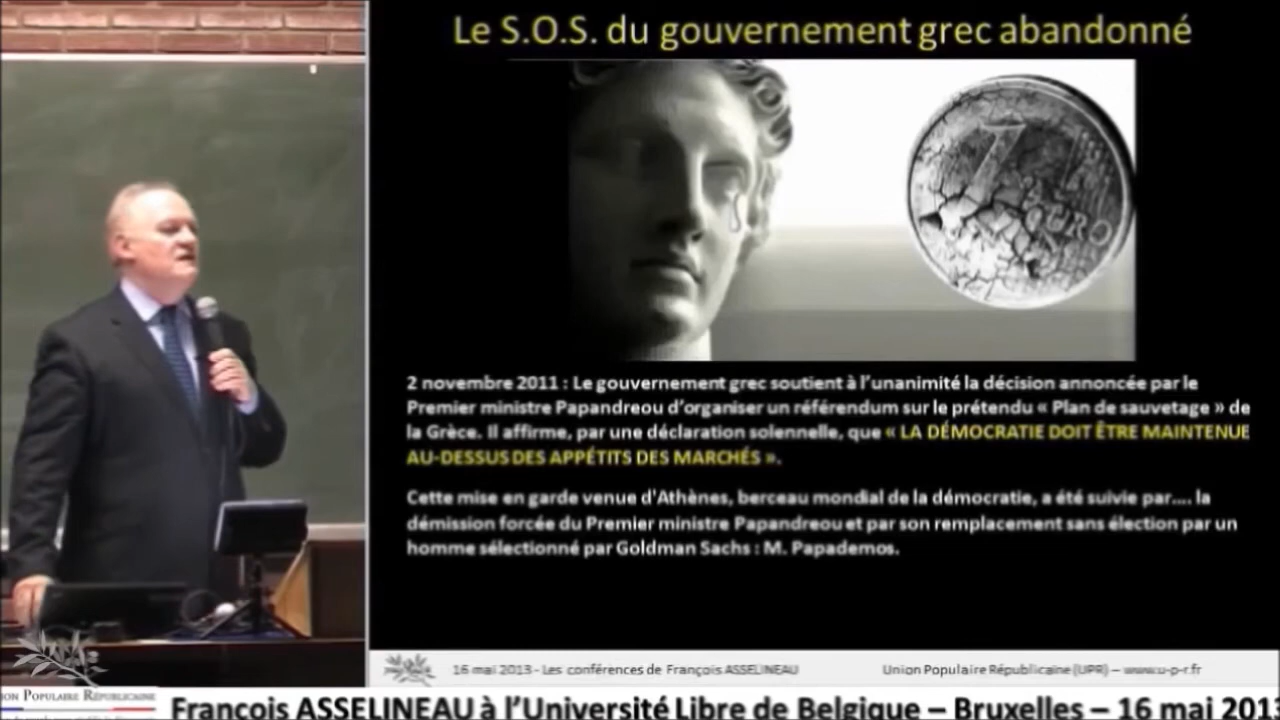 Le S.O.S. du gouvernement grec abandonné
1
EURO
2 novembre 2011 : Le gouvernement grec soutient à l'unanimité la décision annoncée par le
Premier ministre Papandreou d'organiser un référendum sur le prétendu « Plan de sauvetage » de
la Grèce. Il affirme, par une déclaration solennelle, que « LA DÉMOCRATIE DOIT ÊTRE MAINTENUE
AU-DESSUS DES APPÉTITS DES MARCHÉS ».
Cette mise en garde venue d'Athènes, berceau mondial de la démocratie, a été suivie par.... la
démission forcée du Premier ministre Papandreou et par son remplacement sans élection par un
homme sélectionné par Goldman Sachs : M. Papademos.
16 mai 2013 - Les conférences de François ASSELINEAU
Union Populaire Républicaine (UPR) – www.u-p-r.fr
ON POPULAIRE RÉPUBLICAINE
François ASSELINEAU à l'Université Libre de Belgique – Bruxelles – 16 mai 201